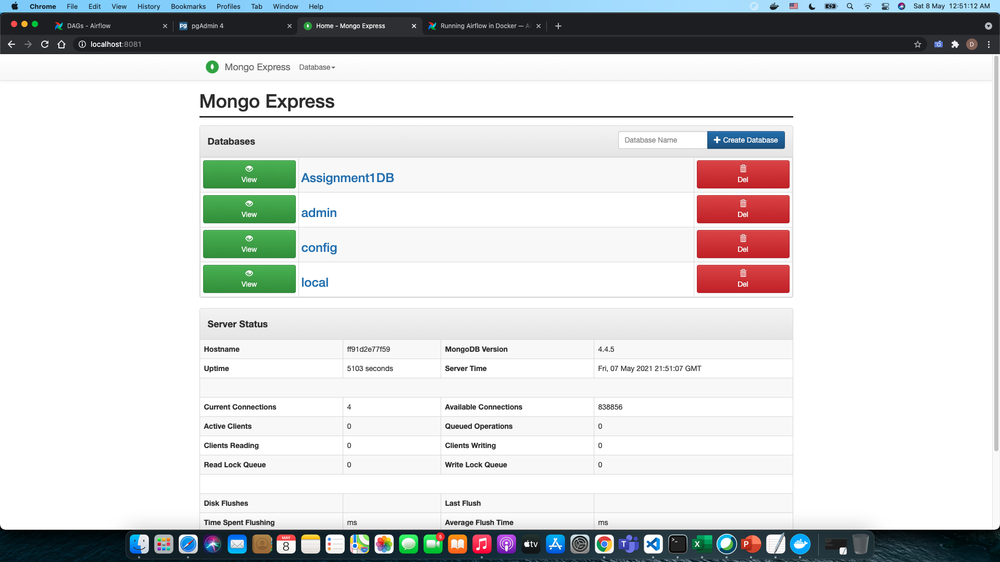 Chrome File Edit View History Bookmarks Profiles Tab Window Help Sat 8 May 12:51:12 AM
DAGs - Airflow
pgAdmin 4
Home - Mongo Express
Running Airflow in Docker —
localhost:8081
D
Mongo Express Database
Mongo Express
Databases
Database Name
Create Database
View Assignment1DB Del
View admin Del
View config Del
View local Del
Server Status
Hostname ff91d2e77f59 MongoDB Version 4.4.5
Uptime 5103 seconds Server Time Fri, 07 May 2021 21:51:07 GMT
Current Connections 4 Available Connections 838856
Active Clients 0 Queued Operations 0
Clients Reading 0 Clients Writing 0
Read Lock Queue 0 Write Lock Queue 0
Disk Flushes Last Flush
Time Spent Flushing ms Average Flush Time ms
MAY
8
5
tv